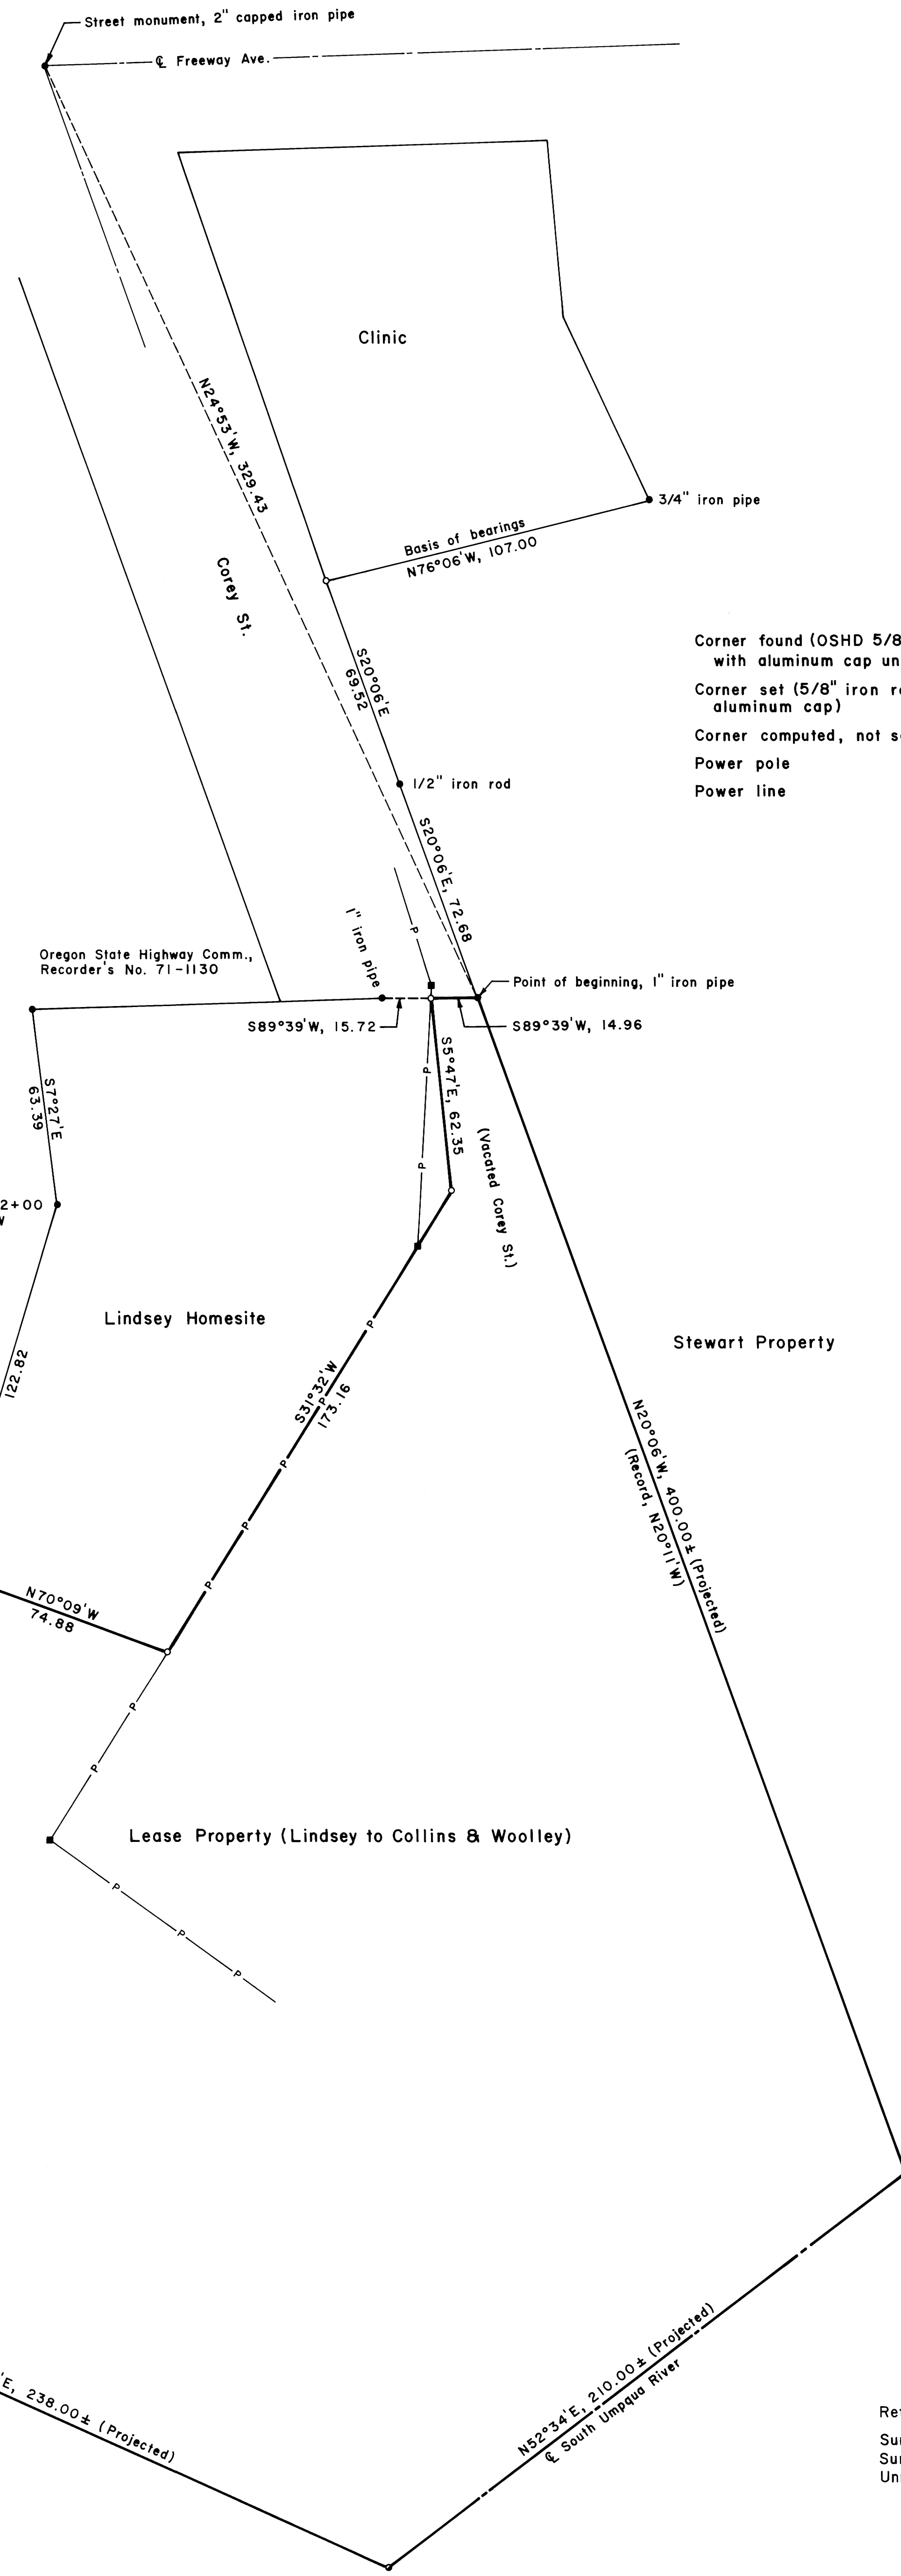 Street monument, 2" capped iron pipe
℄ Freeway Ave.
Clinic
N24°53'W, 329.43
3/4" iron pipe
Basis of bearings
N76°06'W, 107.00
Corey St.
Corner found (OSHD 5/8
with aluminum cap un
Corner set (5/8" iron r
aluminum cap)
Corner computed, not s
Power pole
Power line
S20°06'E
69.52
1/2" iron rod
S20°06'E, 72.68
P
1" iron pipe
Oregon State Highway Comm.,
Recorder's No. 71-1130
Point of beginning, 1" iron pipe
S89°39'W, 15.72
S89°39'W, 14.96
S7°27'E
63.39
P
S5°47'E, 62.35
P
(Vacated Corey St.)
2+00
W
Lindsey Homesite
P
Stewart Property
122.82
S31°32'W
P
173.16
N20°06'W, 400.00± (Projected)
(Record, N20°11'W)
P
P
P
N70°09'W
74.88
P
P
Lease Property (Lindsey to Collins & Woolley)
P
P
P
'E, 238.00± (Projected)
N52°34'E, 210.00± (Projected)
℄ South Umpqua River
Re
Su
Su
Un